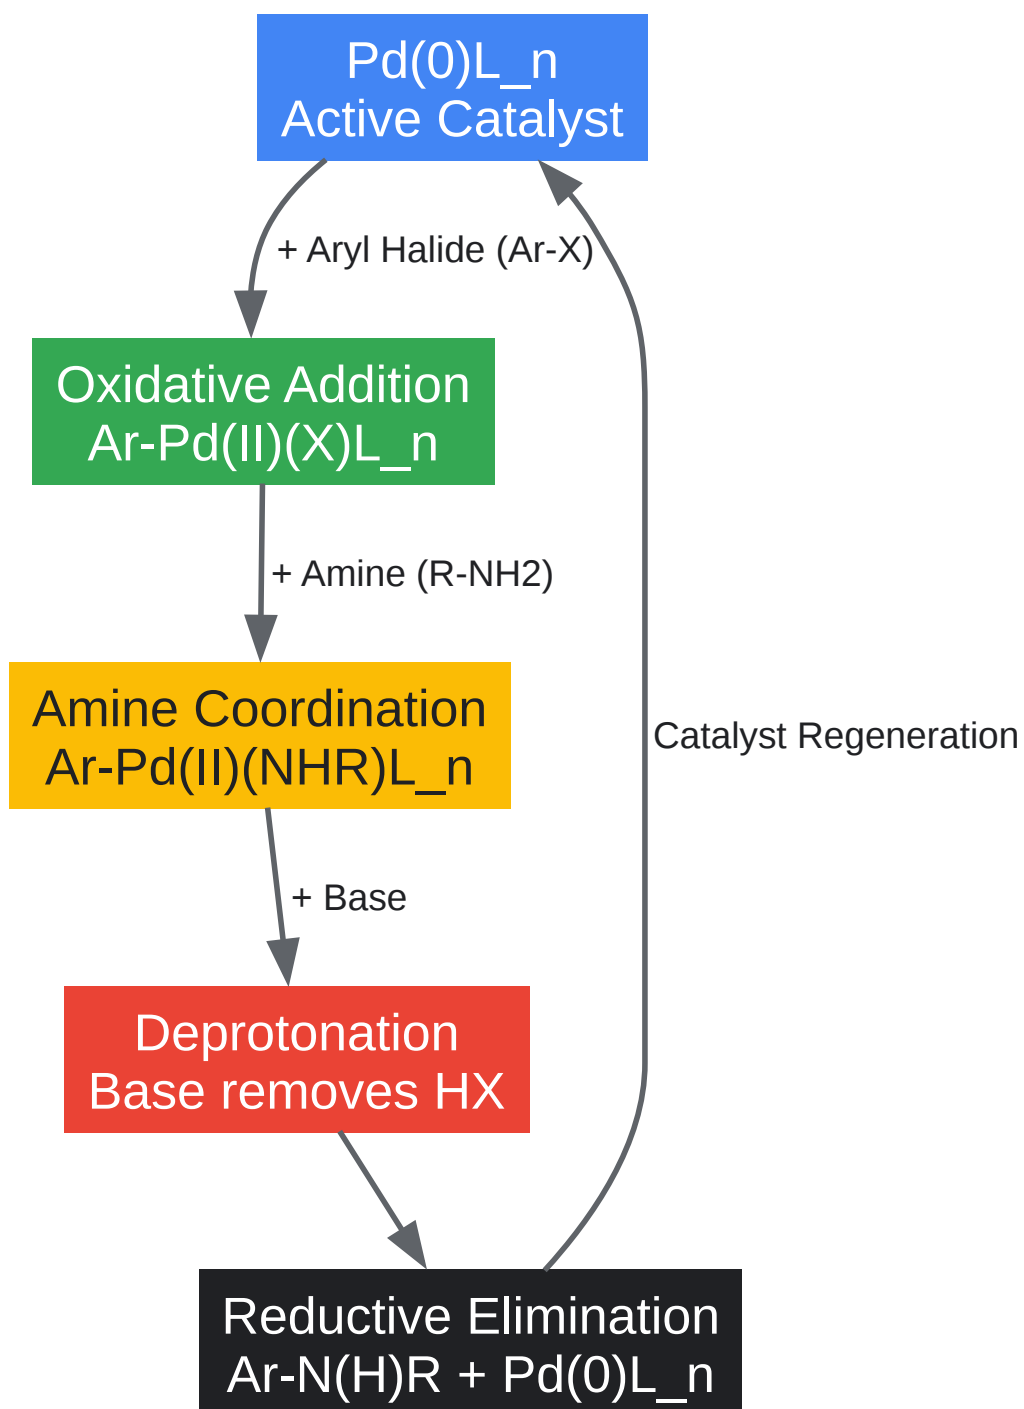 Pd(0)L_n
Active Catalyst
+ Aryl Halide (Ar-X)
Oxidative Addition
Ar-Pd(II)(X)L_n
+ Amine (R-NH2)
Amine Coordination
Ar-Pd(II)(NHR)L_n
Catalyst Regeneration
+ Base
Deprotonation
Base removes HX
Reductive Elimination
Ar-N(H)R + Pd(0)L_n